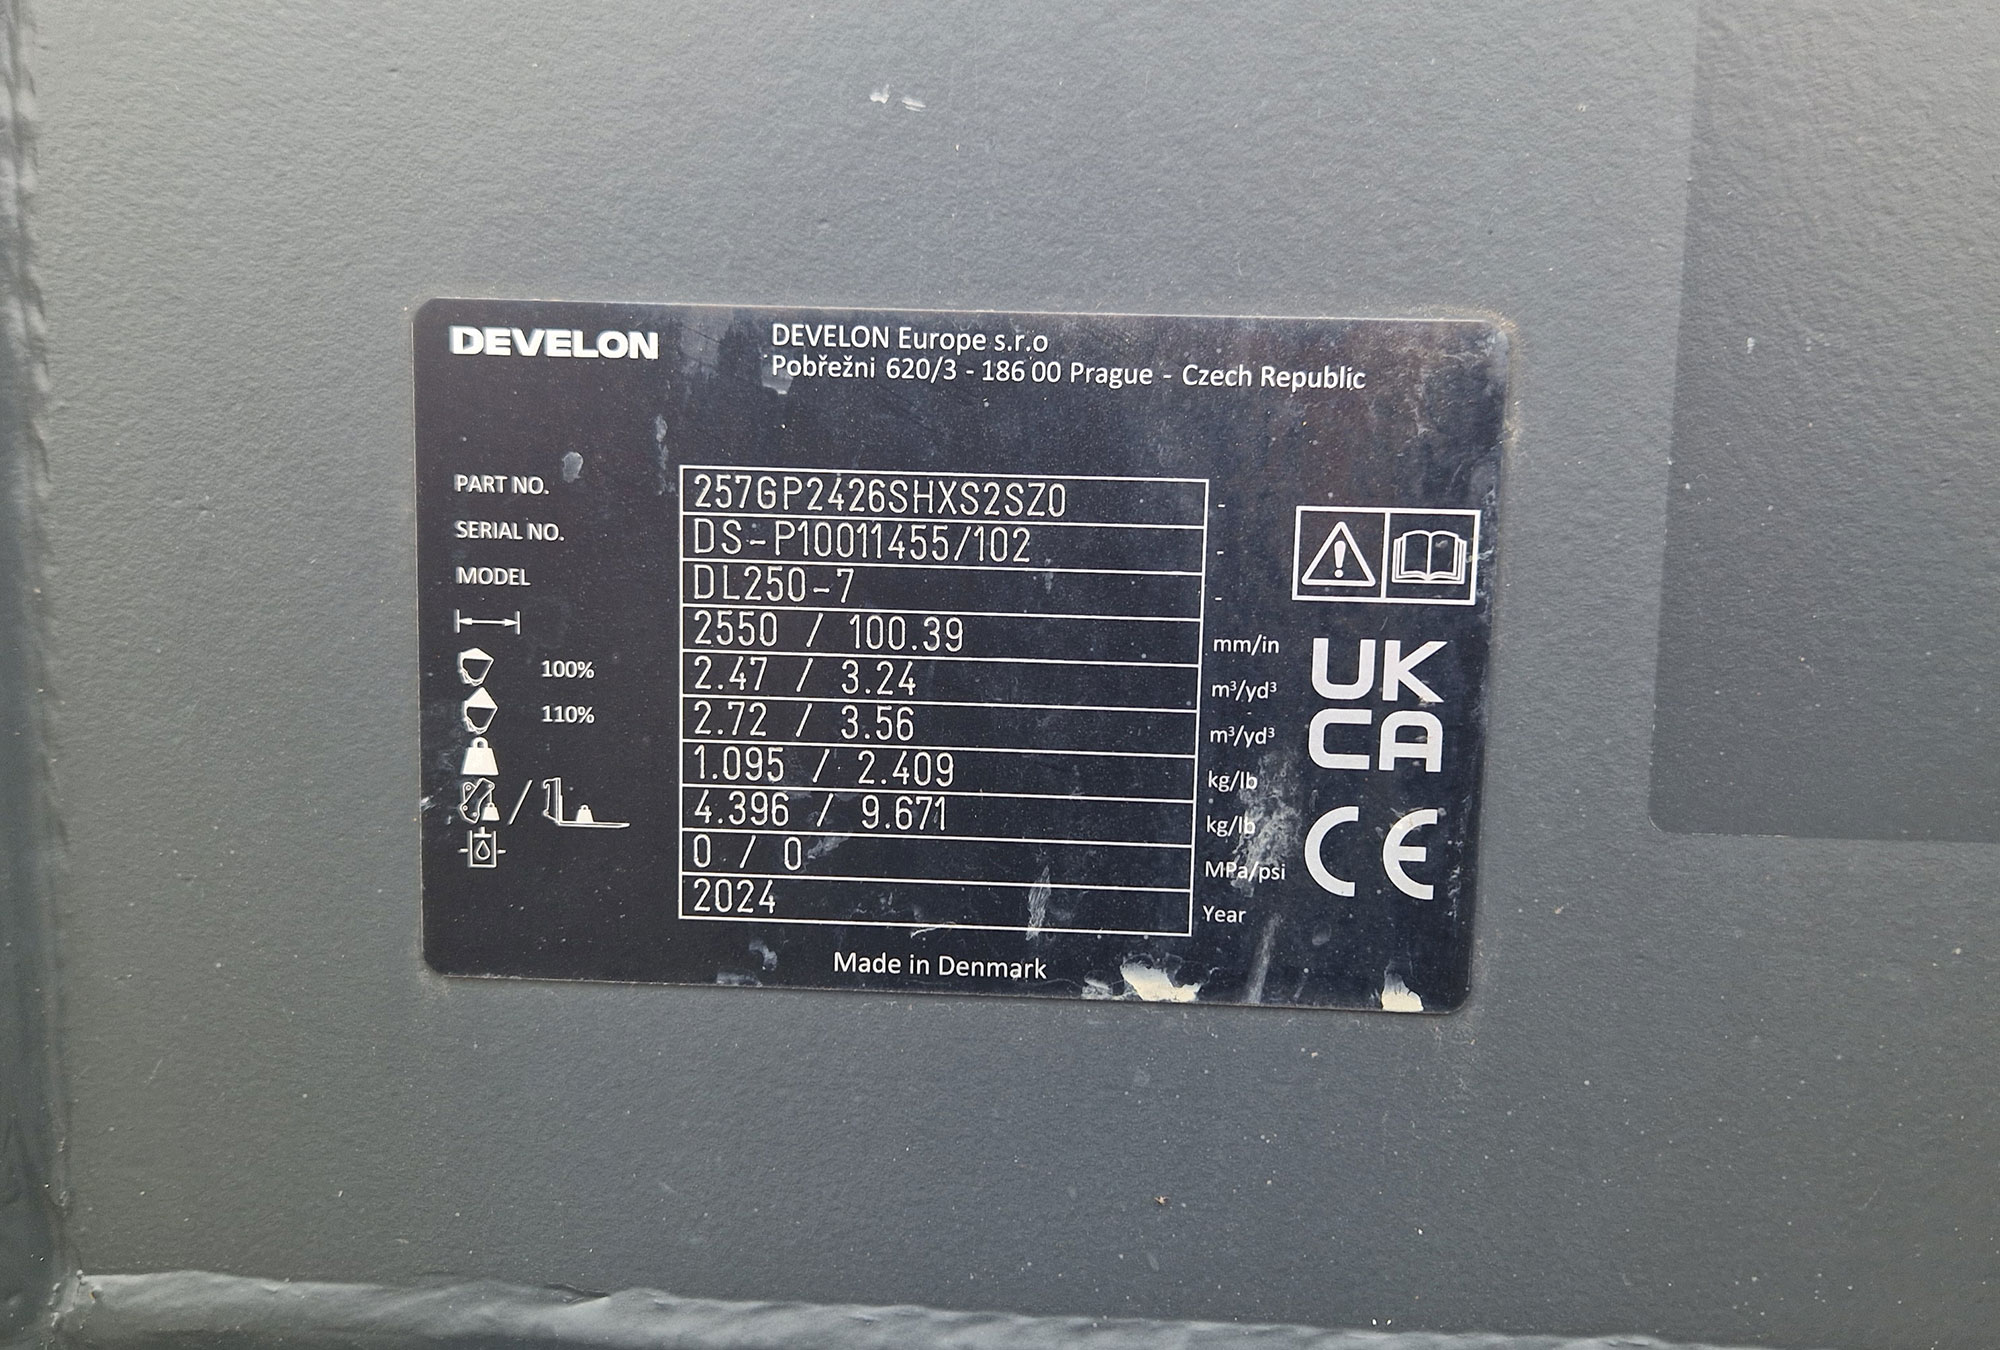 DEVELON
DEVELON Europe s.r.o
Pobřežni 620/3 - 186 00 Prague - Czech Republic
PART NO. 257GP2426SHXS2SZ0 -
SERIAL NO. DS-P10011455/102 -
MODEL DL250-7 -
2550 / 100.39 mm/in
100% 2.47 / 3.24 m³/yd³
110% 2.72 / 3.56 m³/yd³
1.095 / 2.409 kg/lb
/ 4.396 / 9.671 kg/lb
0 / 0 MPa/psi
2024 Year
UK
CA
CE
Made in Denmark